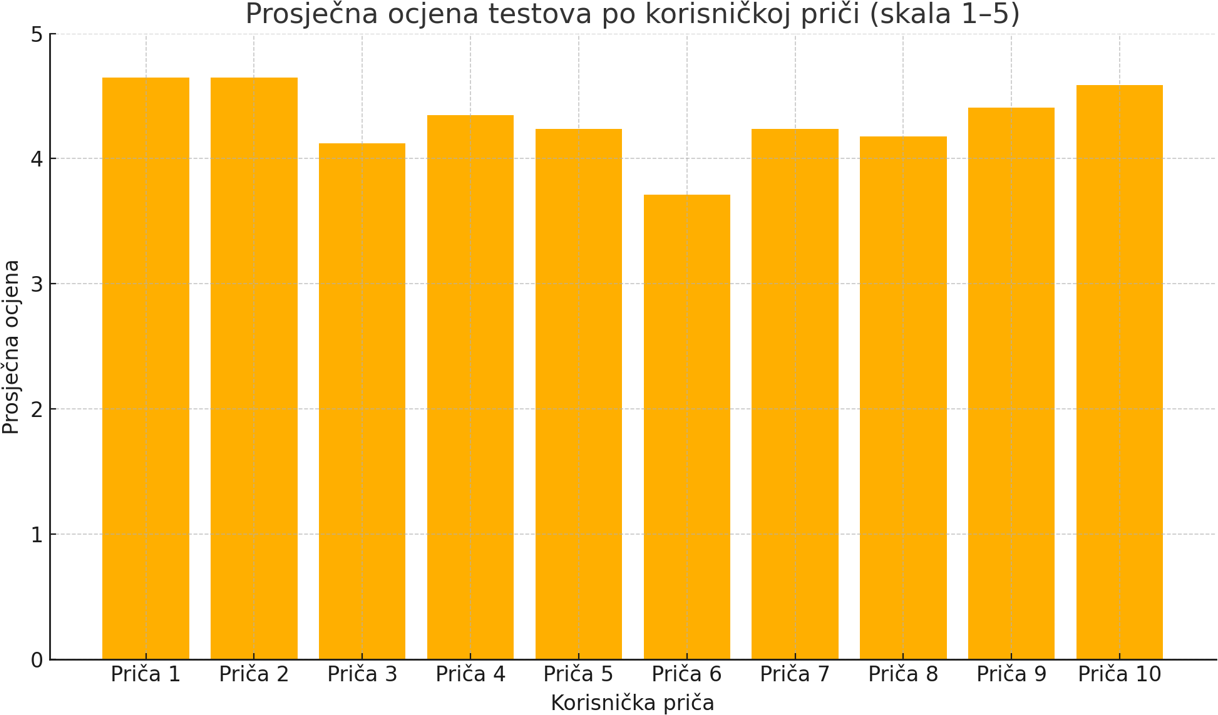 Prosječna ocjena testova po korisničkoj priči (skala 1–5)
Prosječna ocjena
5
4
3
2
1
0
Priča 1 Priča 2 Priča 3 Priča 4 Priča 5 Priča 6 Priča 7 Priča 8 Priča 9 Priča 10
Korisnička priča